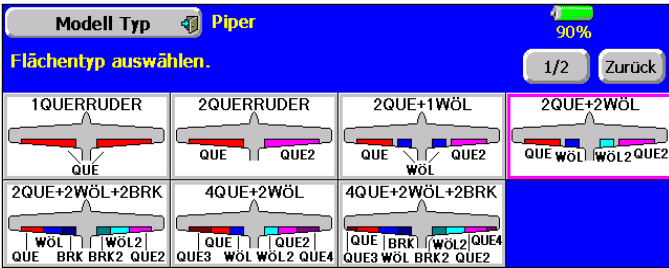 Modell Typ
Piper
90%
Flächentyp auswählen.
1/2
Zurück
1QUERRUDER
QUE
2QUERRUDER
QUE QUE2
2QUE+1WÖL
QUE QUE2
WÖL
2QUE+2WÖL
QUE WÖL WÖL2 QUE2
2QUE+2WÖL+2BRK
WÖL WÖL2
QUE BRK BRK2 QUE2
4QUE+2WÖL
QUE QUE2
QUE3 WÖL WÖL2 QUE4
4QUE+2WÖL+2BRK
QUE BRK WÖL2 QUE4
QUE3 WÖL BRK2 QUE2